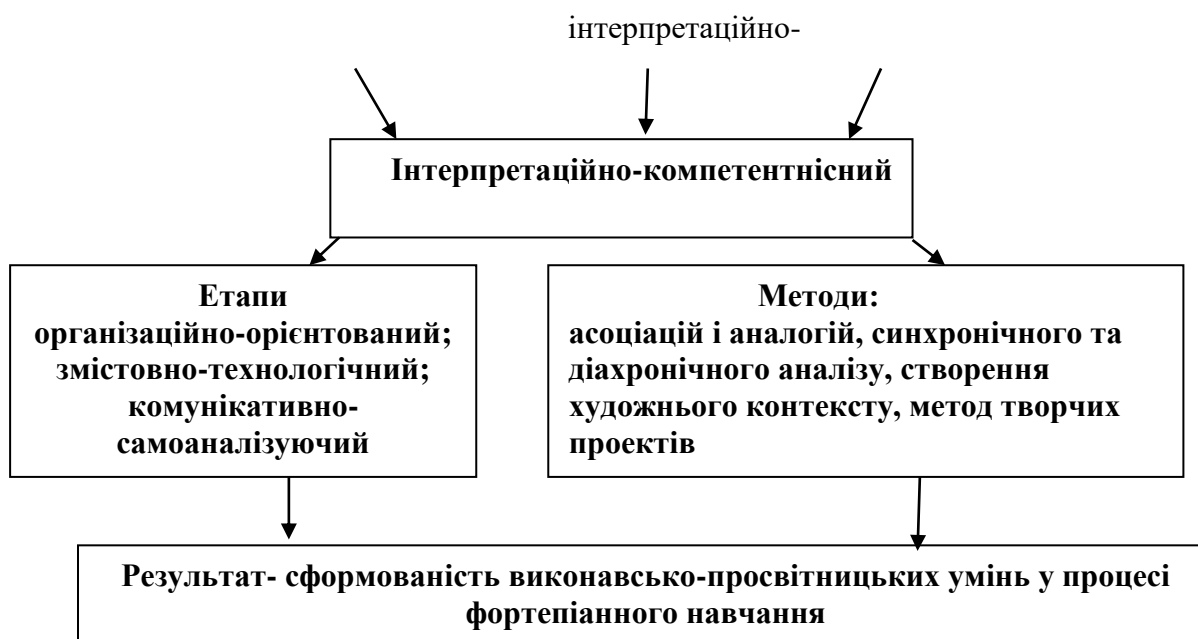 інтерпретаційно-
Інтерпретаційно-компетентнісний
Етапи
організаційно-орієнтований;
змістовно-технологічний;
комунікативно-
самоаналізуючий
Методи:
асоціацій і аналогій, синхронічного та
діахронічного аналізу, створення
художнього контексту, метод творчих
проектів
Результат- сформованість виконавсько-просвітницьких умінь у процесі
фортепіанного навчання